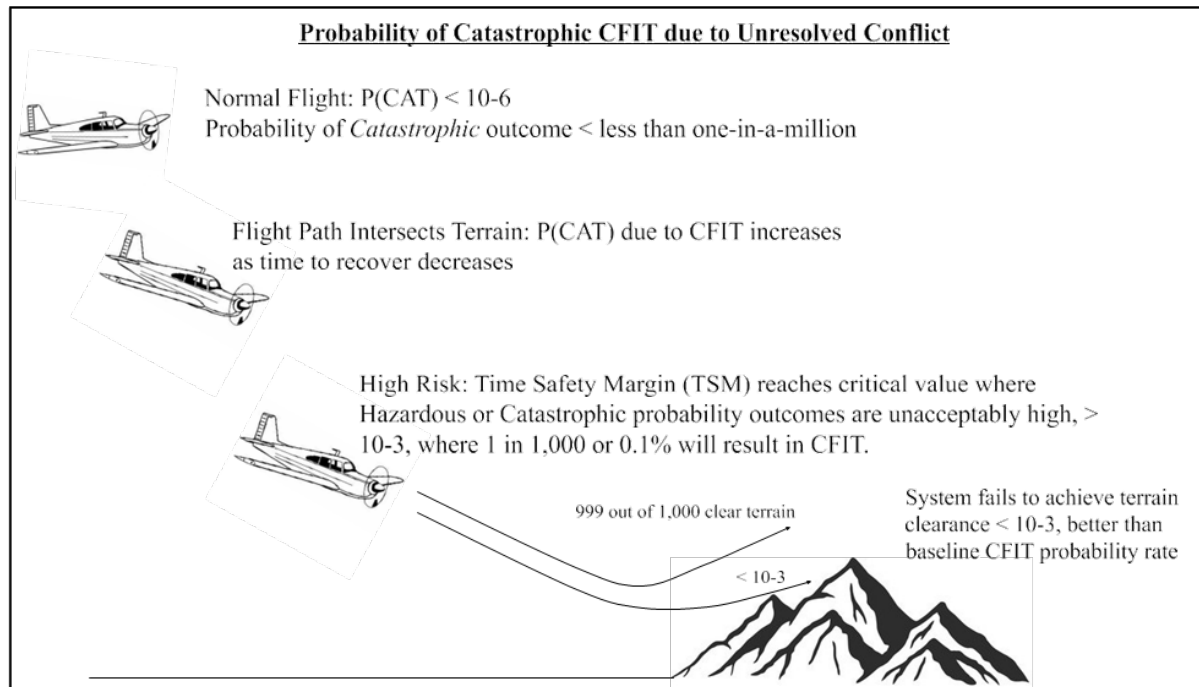 Probability of Catastrophic CFIT due to Unresolved Conflict
Normal Flight: P(CAT) < 10-6
Probability of Catastrophic outcome < less than one-in-a-million
Flight Path Intersects Terrain: P(CAT) due to CFIT increases
as time to recover decreases
High Risk: Time Safety Margin (TSM) reaches critical value where
Hazardous or Catastrophic probability outcomes are unacceptably high, >
10-3, where 1 in 1,000 or 0.1% will result in CFIT.
999 out of 1,000 clear terrain
System fails to achieve terrain
clearance < 10-3, better than
baseline CFIT probability rate
< 10-3